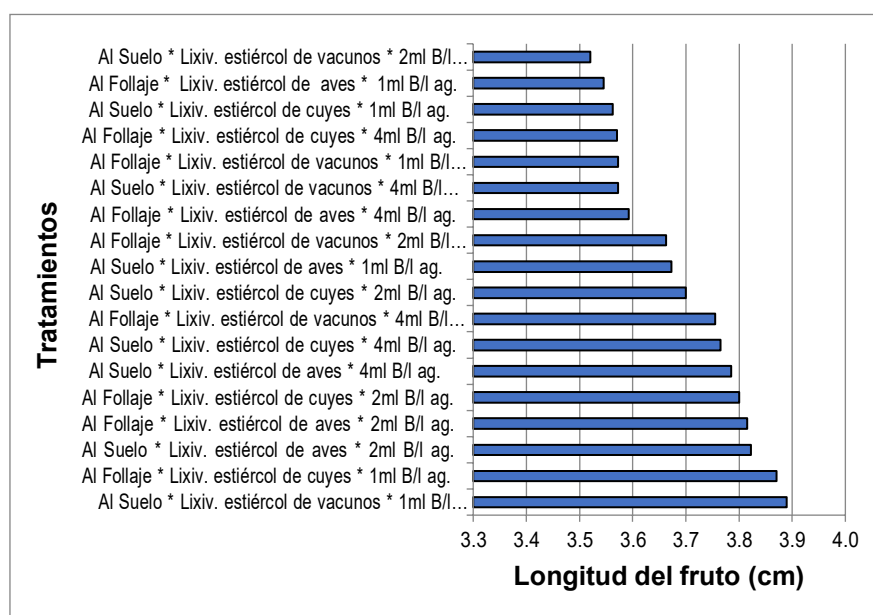 Al Suelo * Lixiv. estiércol de vacunos * 2ml B/l…
Al Follaje * Lixiv. estiércol de aves * 1ml B/l ag.
Al Suelo * Lixiv. estiércol de cuyes * 1ml B/l ag.
Al Follaje * Lixiv. estiércol de cuyes * 4ml B/l ag.
Al Follaje * Lixiv. estiércol de vacunos * 1ml B/l…
Al Suelo * Lixiv. estiércol de vacunos * 4ml B/l…
Al Follaje * Lixiv. estiércol de aves * 4ml B/l ag.
Al Follaje * Lixiv. estiércol de vacunos * 2ml B/l…
Al Suelo * Lixiv. estiércol de aves * 1ml B/l ag.
Al Suelo * Lixiv. estiércol de cuyes * 2ml B/l ag.
Al Follaje * Lixiv. estiércol de vacunos * 4ml B/l…
Al Suelo * Lixiv. estiércol de cuyes * 4ml B/l ag.
Al Suelo * Lixiv. estiércol de aves * 4ml B/l ag.
Al Follaje * Lixiv. estiércol de cuyes * 2ml B/l ag.
Al Follaje * Lixiv. estiércol de aves * 2ml B/l ag.
Al Suelo * Lixiv. estiércol de aves * 2ml B/l ag.
Al Follaje * Lixiv. estiércol de cuyes * 1ml B/l ag.
Al Suelo * Lixiv. estiércol de vacunos * 1ml B/l…
Tratamientos
3.3 3.4 3.5 3.6 3.7 3.8 3.9 4.0
Longitud del fruto (cm)